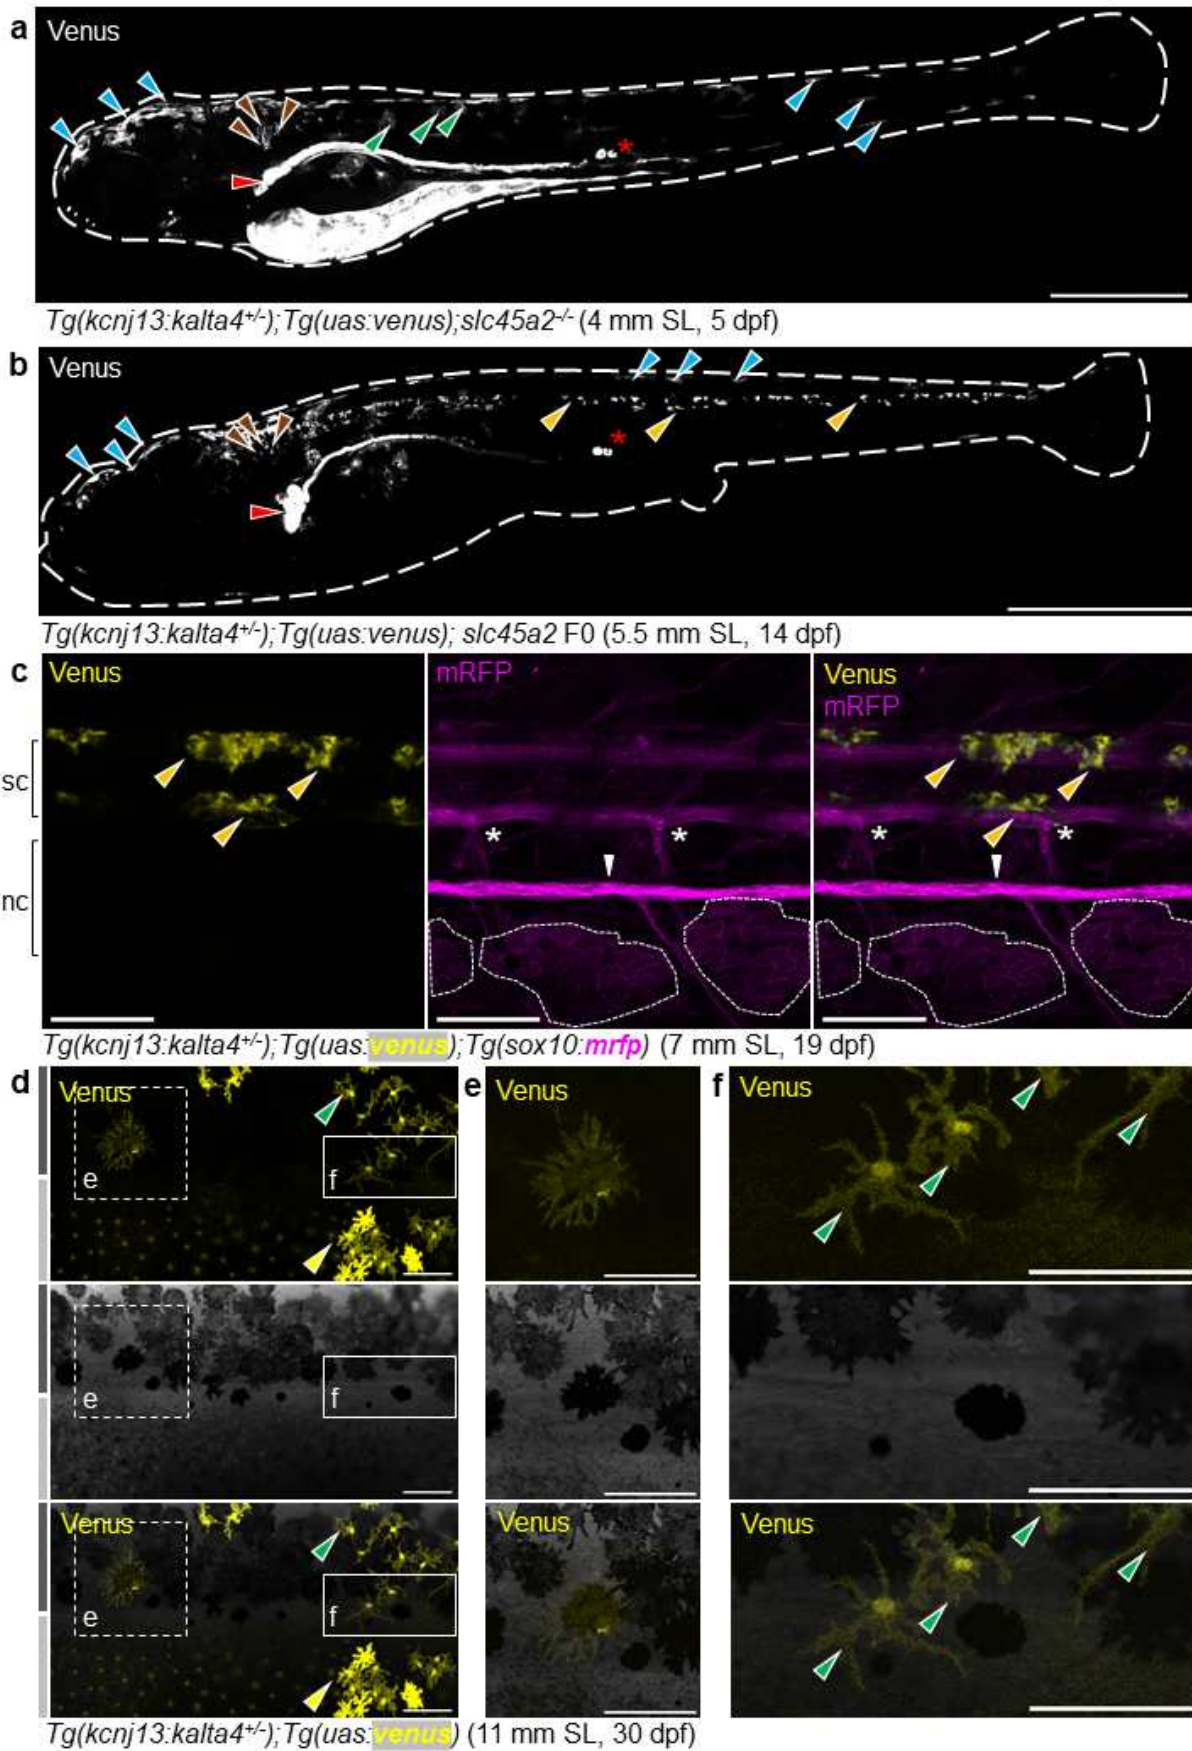 a Venus
*
Tg(kcnj13:kalta4+/-);Tg(uas:venus);slc45a2-/- (4 mm SL, 5 dpf)
b Venus
*
Tg(kcnj13:kalta4+/-);Tg(uas:venus); slc45a2 F0 (5.5 mm SL, 14 dpf)
c Venus mRFP Venus
mRFP
sc
* * * *
nc
Tg(kcnj13:kalta4+/-);Tg(uas:venus);Tg(sox10:mrfp) (7 mm SL, 19 dpf)
d Venus e Venus f Venus
e f
e f
Venus Venus Venus
e f
Tg(kcnj13:kalta4+/-);Tg(uas:venus) (11 mm SL, 30 dpf)